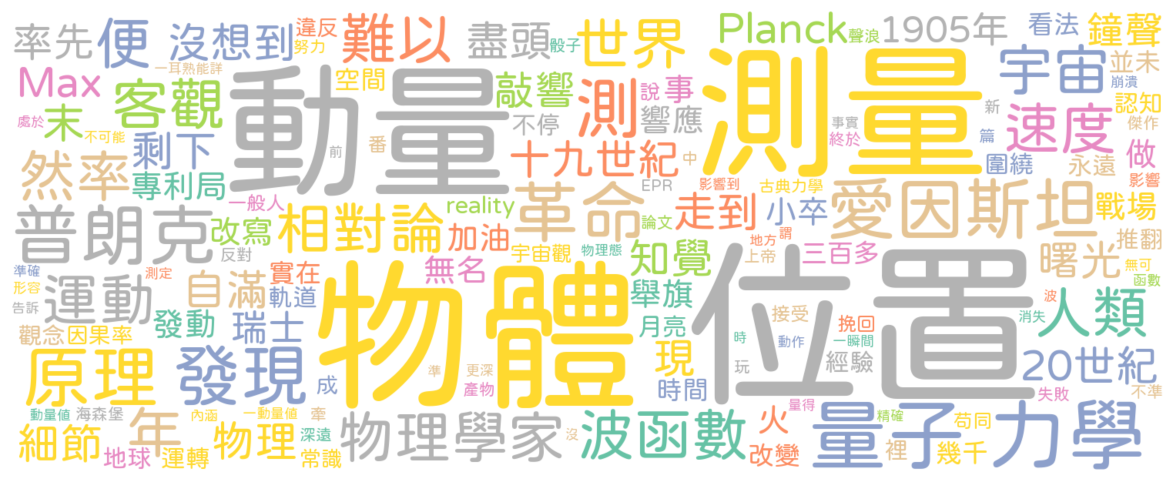 率先
便
沒想到
違反
努力
難以
盡頭
骰子
世界
Planck
聲浪
1905年
看法
鐘聲
Max
一耳熟能詳
空間
敲響
測
說
事
動量
測量
宇宙
並未
崩潰
處於
末
不可能
客觀
不停
響應
新
認知
傑作
事實
終於
篇
速度
然率
剩下
專利局
前
番
十九世紀
中
圍繞
永遠
做
影響
EPR
影響到
古典力學
一般人
普朗克
改寫
反對
相對論
reality
加油
革命
論文
走到
小卒
愛因斯坦
戰場
無名
宇宙觀
物理態
知覺
地方
謂
上帝
三百多
推翻
曙光
無可
函數
準確
形容
告訴
測定
運動
自滿
實在
軌道
物體
舉旗
位置
波
人類
觀念
因果率
發動
瑞士
月亮
時
接受
動作
挽回
一瞬間
消失
原理
發現
成
準
更深
產物
現
時間
玩
經驗
20世紀
失敗
不準
動量值
海森堡
年
內涵
一動量值
牽
量得
精確
苟同
細節
地球
運轉
物理
深遠
常識
物理學家
沒
波函數
火
改變
量子力學
裡
幾千